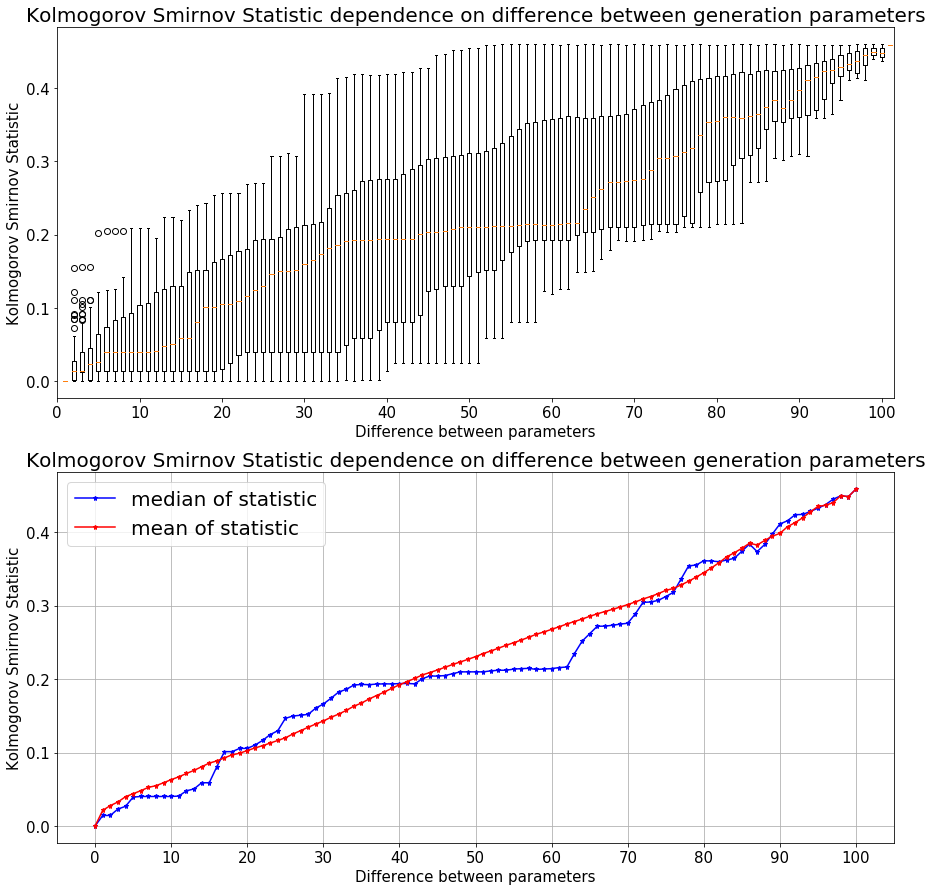 Kolmogorov Smirnov Statistic dependence on difference between generation parameters
Kolmogorov Smirnov Statistic
0.4
0.3
0.2
0.1
0.0
0 10 20 30 40 50 60 70 80 90 100
Difference between parameters
Kolmogorov Smirnov Statistic dependence on difference between generation parameters
median of statistic
mean of statistic
Kolmogorov Smirnov Statistic
0.4
0.3
0.2
0.1
0.0
0 10 20 30 40 50 60 70 80 90 100
Difference between parameters